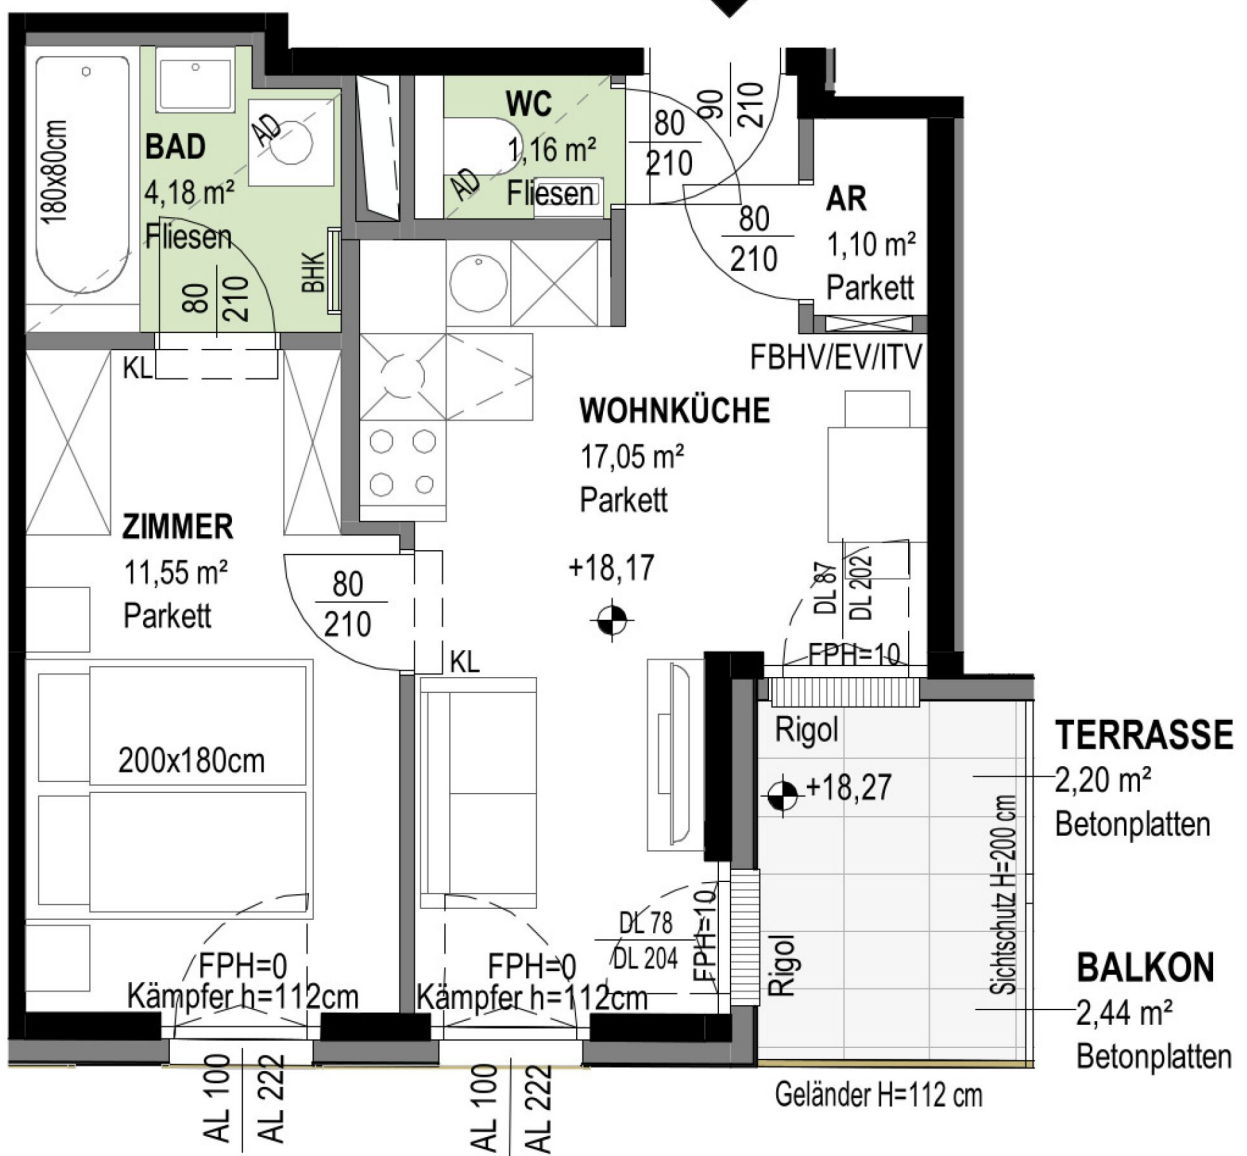 180x80cm
BAD
4,18 m²
Fliesen
AD
80
210
BHK
WC
1,16 m²
Fliesen
AD
80
210
90
210
80
210
AR
1,10 m²
Parkett
FBHV/EV/ITV
KL
WOHNKÜCHE
17,05 m²
Parkett
+18,17
ZIMMER
11,55 m²
Parkett
80
210
KL
DL 87
DL 202
FPH=10
Rigol
+18,27
TERRASSE
2,20 m²
Betonplatten
200x180cm
Sichtschutz H=200 cm
DL 78
DL 204
FPH=10
Rigol
BALKON
2,44 m²
Betonplatten
FPH=0
Kämpfer h=112cm
FPH=0
Kämpfer h=112cm
AL 100
AL 222
AL 100
AL 222
Geländer H=112 cm